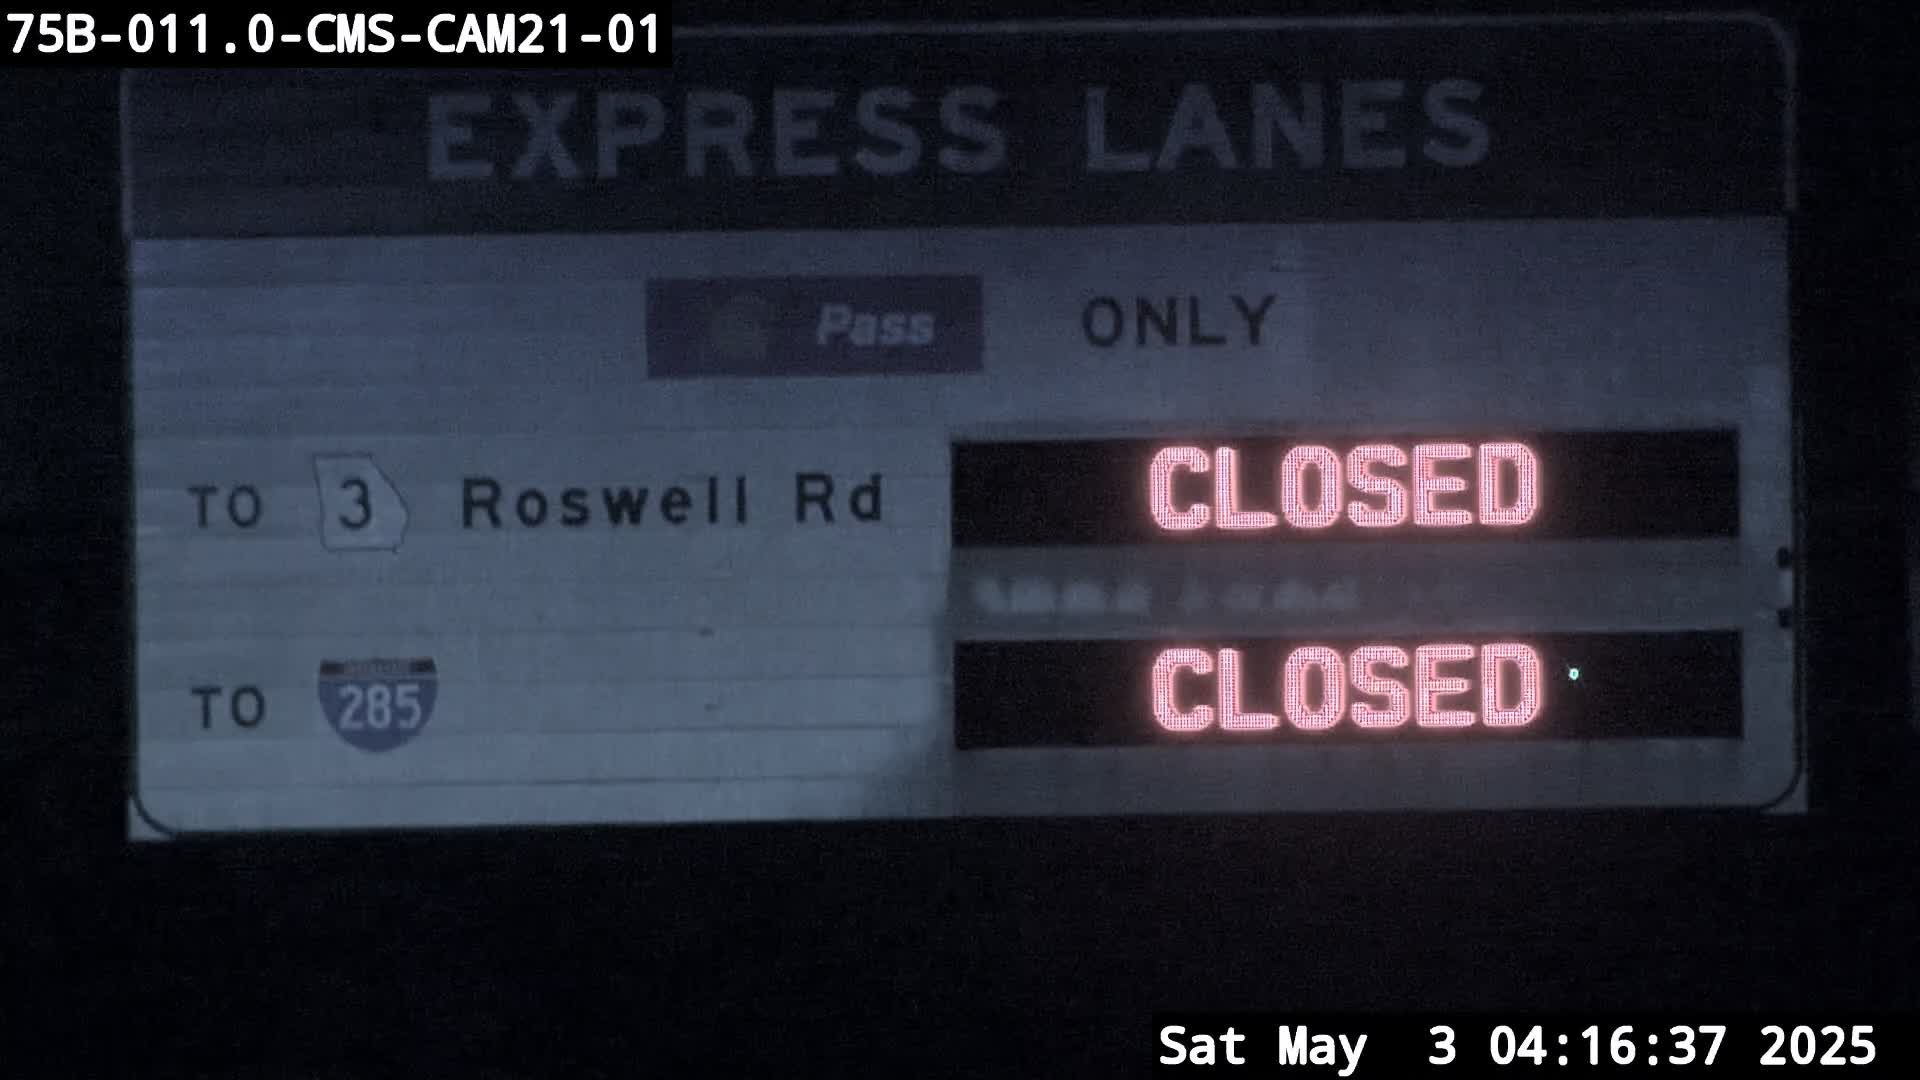 75B-011.0-CMS-CAM21-01
EXPRESS LANES
Pass ONLY
TO 3 Roswell Rd CLOSED
TO 285 CLOSED
Sat May 3 04:16:37 2025